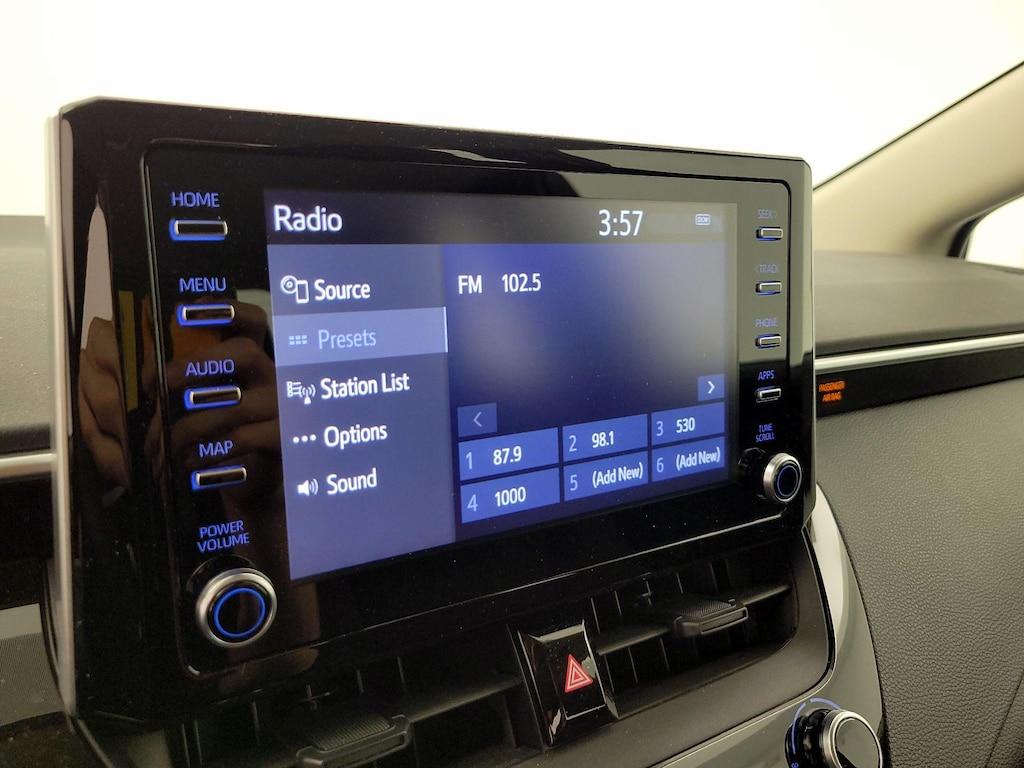 HOME
MENU
AUDIO
MAP
POWER
VOLUME
Radio
3:57
DCM
Source
Presets
Station List
Options
Sound
FM 102.5
<
>
1 87.9
2 98.1
3 530
4 1000
5 (Add New)
6 (Add New)
SEEK>
<TRACK
PHONE
APPS
TUNE
SCROLL
PASSENGER
AIR BAG